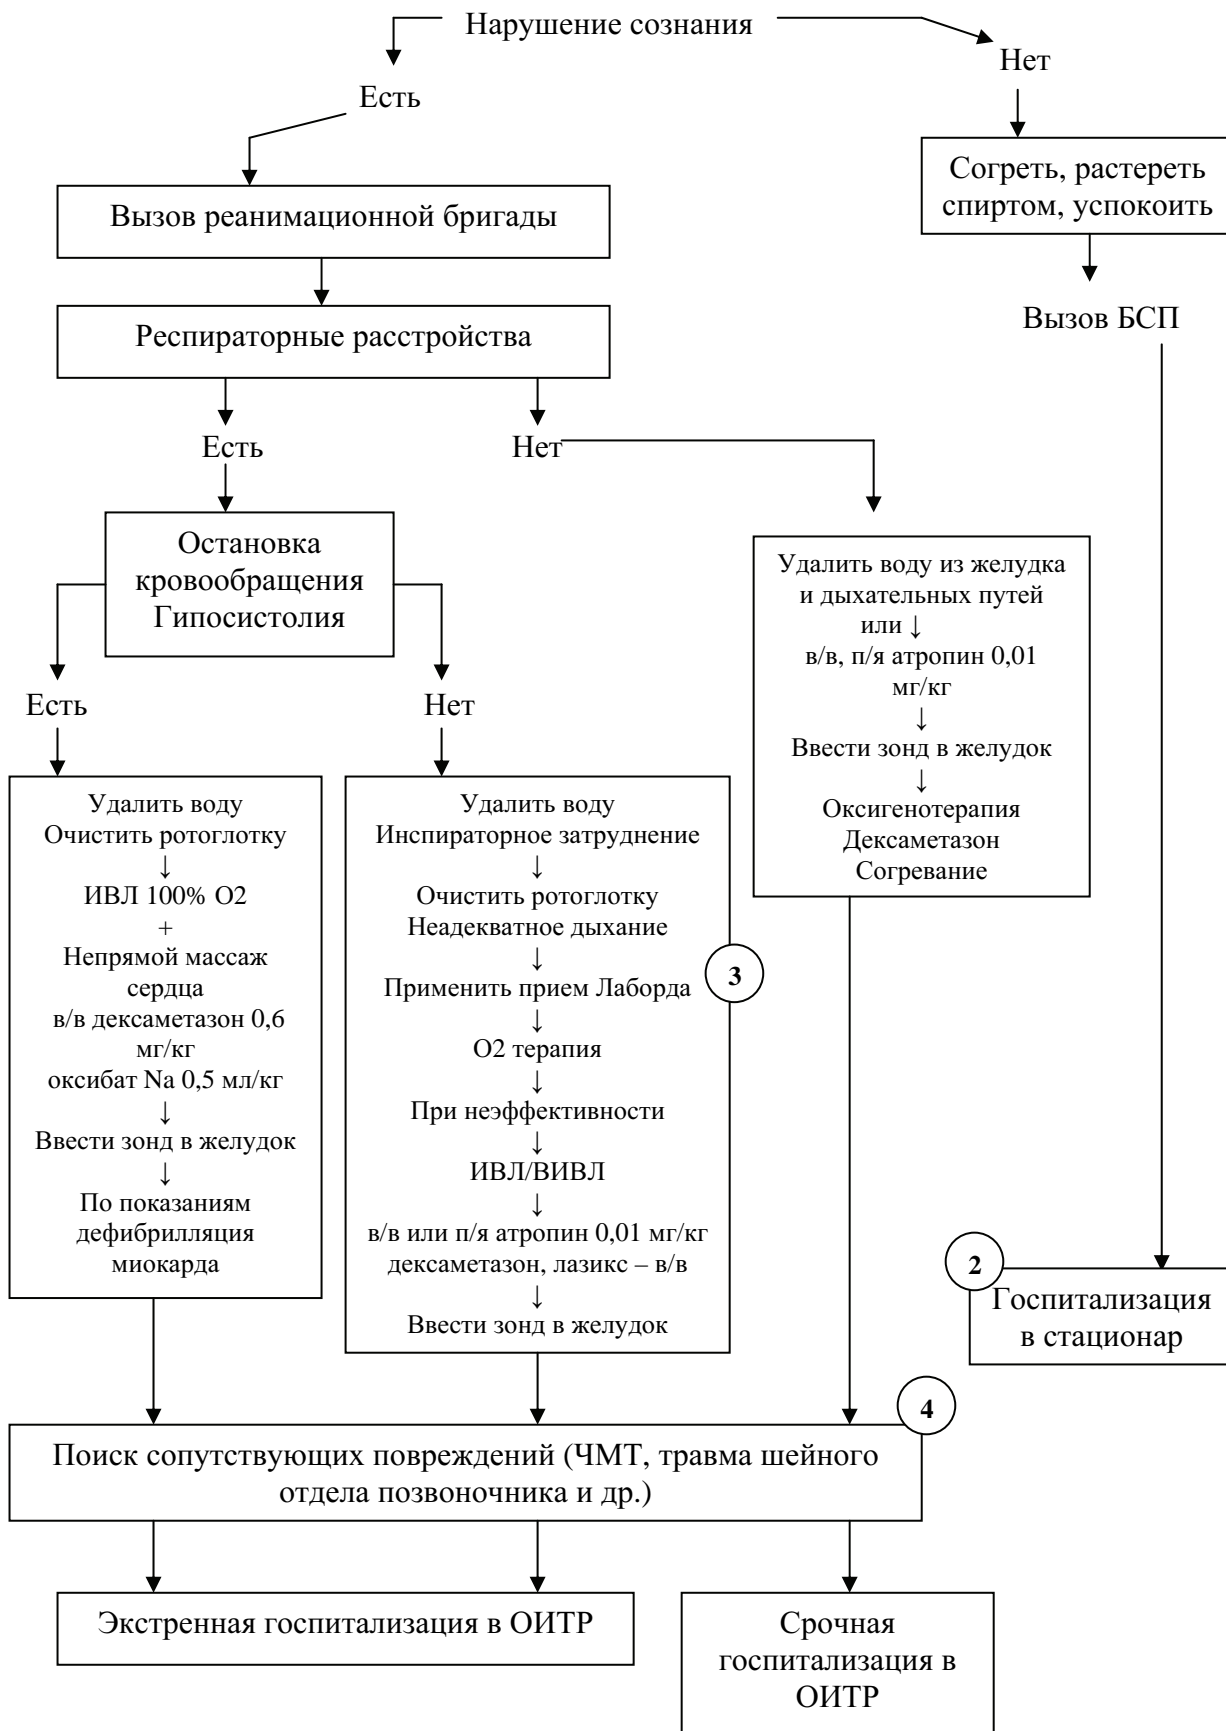 Нарушение сознания
Есть
Нет
Вызов реанимационной бригады
Согреть, растереть
спиртом, успокоить
Респираторные расстройства
Вызов БСП
Есть
Нет
Остановка
кровообращения
Гипосистолия
Удалить воду из желудка
и дыхательных путей
или ↓
в/в, п/я атропин 0,01
мг/кг
↓
Ввести зонд в желудок
↓
Оксигенотерапия
Дексаметазон
Согревание
Есть
Нет
Удалить воду
Очистить ротоглотку
↓
ИВЛ 100% О2
+
Непрямой массаж
сердца
в/в дексаметазон 0,6
мг/кг
оксибат Na 0,5 мл/кг
↓
Ввести зонд в желудок
↓
По показаниям
дефибрилляция
миокарда
Удалить воду
Инспираторное затруднение
↓
Очистить ротоглотку
Неадекватное дыхание
↓
Применить прием Лаборда
↓
О2 терапия
↓
При неэффективности
↓
ИВЛ/ВИВЛ
↓
в/в или п/я атропин 0,01 мг/кг
дексаметазон, лазикс – в/в
↓
Ввести зонд в желудок
3
2
Госпитализация
в стационар
4
Поиск сопутствующих повреждений (ЧМТ, травма шейного
отдела позвоночника и др.)
Экстренная госпитализация в ОИТР
Срочная
госпитализация в
ОИТР